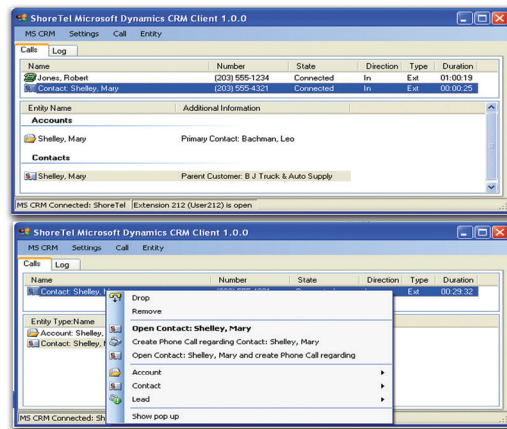 ShoreTel Microsoft Dynamics CRM Client 1.0.0
MS CRM Settings Call Entity
Calls Log
Name Number State Direction Type Duration
Jones, Robert (203) 555-1234 Connected In Ext 01:00:19
Contact: Shelley, Mary (203) 555-4321 Connected In Ext 00:00:25
Entity Name Additional Information
Accounts
Shelley, Mary Primary Contact: Bachman, Leo
Contacts
Shelley, Mary Parent Customer: B J Truck & Auto Supply
MS CRM Connected: ShoreTel Extension 212 (User212) is open
ShoreTel Microsoft Dynamics CRM Client 1.0.0
MS CRM Settings Call Entity
Calls Log
Name Number State Direction Type Duration
Contact: Shelley, Ext 00:29:32
Drop
Remove
Entity Type:Name
Account: Shelley,
Contact: Shelley,
Open Contact: Shelley, Mary
Create Phone Call regarding Contact: Shelley, Mary
Open Contact: Shelley, Mary and create Phone Call regarding
Account
Contact
Lead
Show pop up
MS CRM Connected: Sh